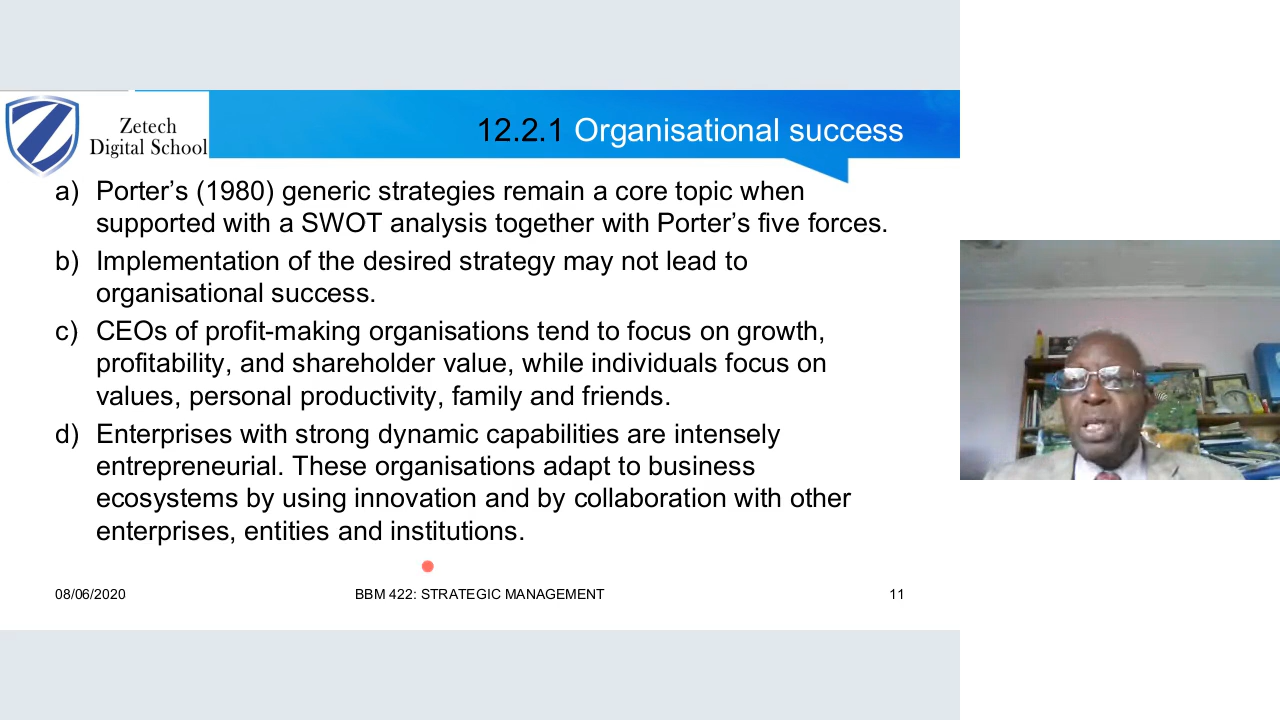 Zetech
Digital School
12.2.1 Organisational success
a) Porter’s (1980) generic strategies remain a core topic when
supported with a SWOT analysis together with Porter’s five forces.
b) Implementation of the desired strategy may not lead to
organisational success.
c) CEOs of profit-making organisations tend to focus on growth,
profitability, and shareholder value, while individuals focus on
values, personal productivity, family and friends.
d) Enterprises with strong dynamic capabilities are intensely
entrepreneurial. These organisations adapt to business
ecosystems by using innovation and by collaboration with other
enterprises, entities and institutions.
08/06/2020
BBM 422: STRATEGIC MANAGEMENT
11